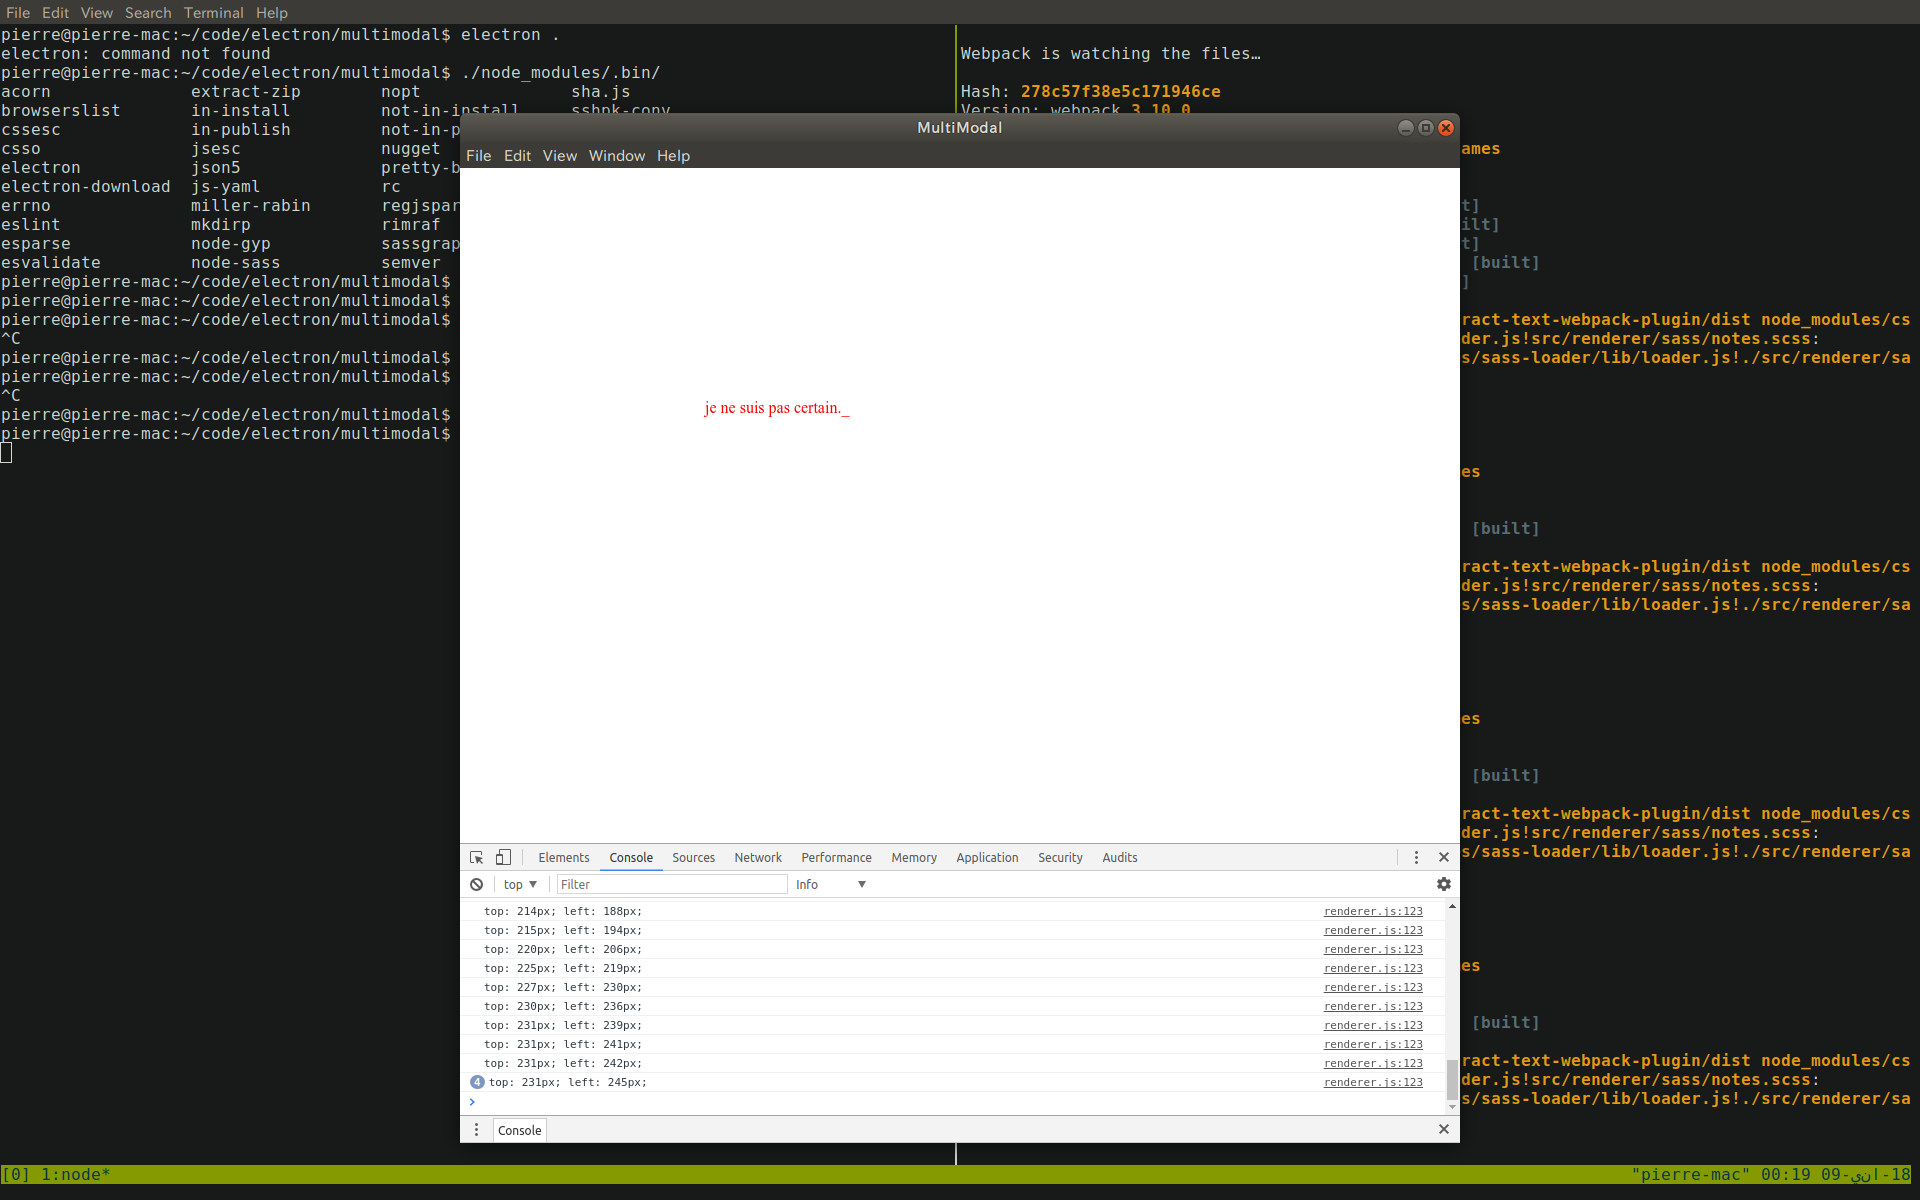 File Edit View Search Terminal Help
pierre@pierre-mac:~/code/electron/multimodal$ electron .
electron: command not found
pierre@pierre-mac:~/code/electron/multimodal$ ./node_modules/.bin/
acorn extract-zip nopt sha.js
browserslist in-install not-in-install sshpk-conv
cssesc in-publish not-in-p
csso jsesc nugget
electron json5 pretty-b
electron-download js-yaml rc
errno miller-rabin regjspar
eslint mkdirp rimraf
esparse node-gyp sassgrap
esvalidate node-sass semver
pierre@pierre-mac:~/code/electron/multimodal$
pierre@pierre-mac:~/code/electron/multimodal$
pierre@pierre-mac:~/code/electron/multimodal$
^C
pierre@pierre-mac:~/code/electron/multimodal$
pierre@pierre-mac:~/code/electron/multimodal$
^C
pierre@pierre-mac:~/code/electron/multimodal$
pierre@pierre-mac:~/code/electron/multimodal$
Webpack is watching the files…
Hash: 278c57f38e5c171946ce
Version: webpack 3.10.0
ames
t]
ilt]
t]
[built]
]
ract-text-webpack-plugin/dist node_modules/cs
der.js!src/renderer/sass/notes.scss:
s/sass-loader/lib/loader.js!./src/renderer/sa
es
[built]
ract-text-webpack-plugin/dist node_modules/cs
der.js!src/renderer/sass/notes.scss:
s/sass-loader/lib/loader.js!./src/renderer/sa
es
[built]
ract-text-webpack-plugin/dist node_modules/cs
der.js!src/renderer/sass/notes.scss:
s/sass-loader/lib/loader.js!./src/renderer/sa
es
[built]
ract-text-webpack-plugin/dist node_modules/cs
der.js!src/renderer/sass/notes.scss:
s/sass-loader/lib/loader.js!./src/renderer/sa
MultiModal
File Edit View Window Help
je ne suis pas certain._
Elements Console Sources Network Performance Memory Application Security Audits
top Filter Info
top: 214px; left: 188px; renderer.js:123
top: 215px; left: 194px; renderer.js:123
top: 220px; left: 206px; renderer.js:123
top: 225px; left: 219px; renderer.js:123
top: 227px; left: 230px; renderer.js:123
top: 230px; left: 236px; renderer.js:123
top: 231px; left: 239px; renderer.js:123
top: 231px; left: 241px; renderer.js:123
top: 231px; left: 242px; renderer.js:123
4 top: 231px; left: 245px; renderer.js:123
>
Console
[0] 1:node*
"pierre-mac" 00:19